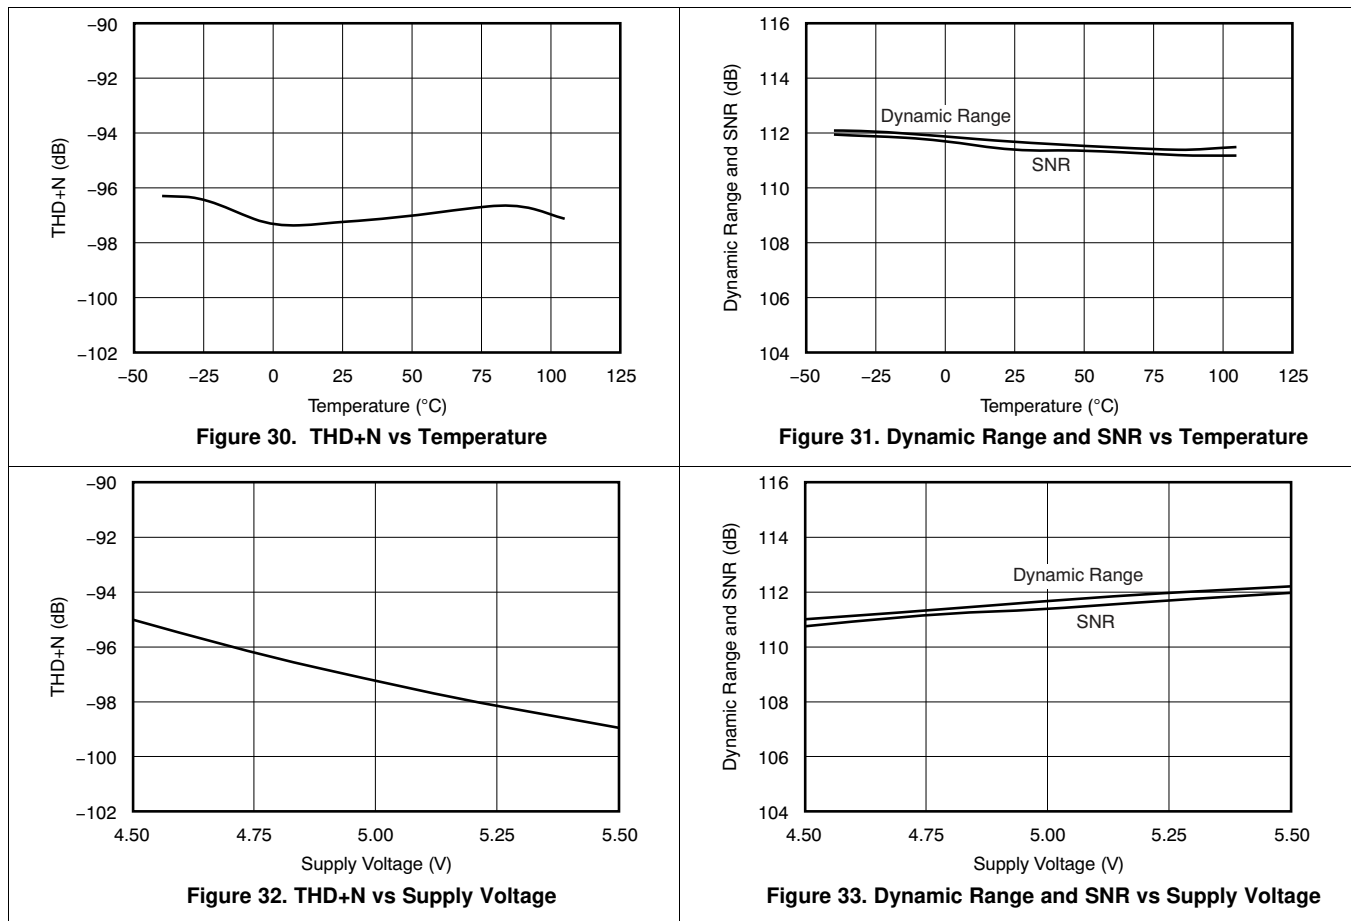 −90
−92
−94
−96
−98
−100
−102
THD+N (dB)
−50 −25 0 25 50 75 100 125
Temperature (°C)
Figure 30. THD+N vs Temperature
116
114
112
110
108
106
104
Dynamic Range and SNR (dB)
Dynamic Range
SNR
−50 −25 0 25 50 75 100 125
Temperature (°C)
Figure 31. Dynamic Range and SNR vs Temperature
−90
−92
−94
−96
−98
−100
−102
THD+N (dB)
4.50 4.75 5.00 5.25 5.50
Supply Voltage (V)
Figure 32. THD+N vs Supply Voltage
116
114
112
110
108
106
104
Dynamic Range and SNR (dB)
Dynamic Range
SNR
4.50 4.75 5.00 5.25 5.50
Supply Voltage (V)
Figure 33. Dynamic Range and SNR vs Supply Voltage